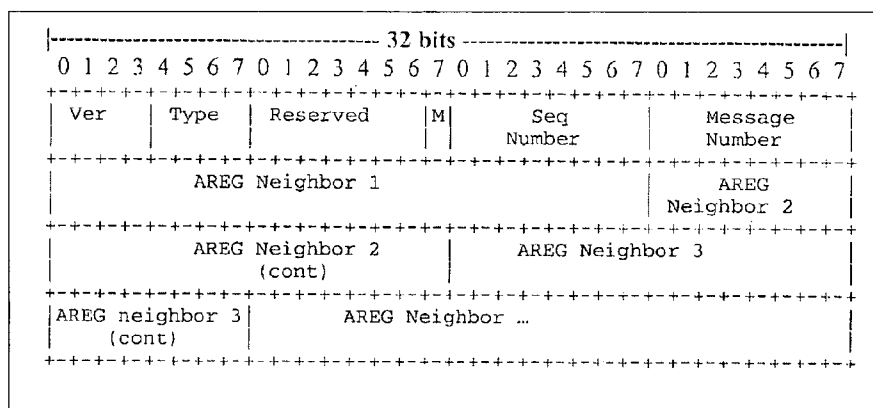 |------------------------------ 32 bits ------------------------------------|
0 1 2 3 4 5 6 7 0 1 2 3 4 5 6 7 0 1 2 3 4 5 6 7 0 1 2 3 4 5 6 7
+-+-+-+-+-+-+-+-+-+-+-+-+-+-+-+-+-+-+-+-+-+-+-+-+-+-+-+-+-+-+-+-+
| Ver | Type | Reserved |M| Seq | Message |
Number Number
+-+-+-+-+-+-+-+-+-+-+-+-+-+-+-+-+-+-+-+-+-+-+-+-+-+-+-+-+-+-+-+-+
| AREG Neighbor 1 | AREG |
Neighbor 2
+-+-+-+-+-+-+-+-+-+-+-+-+-+-+-+-+-+-+-+-+-+-+-+-+-+-+-+-+-+-+-+-+
| AREG Neighbor 2 | AREG Neighbor 3 |
(cont)
+-+-+-+-+-+-+-+-+-+-+-+-+-+-+-+-+-+-+-+-+-+-+-+-+-+-+-+-+-+-+-+-+
|AREG neighbor 3| AREG Neighbor … |
(cont)
+-+-+-+-+-+-+-+-+-+-+-+-+-+-+-+-+-+-+-+-+-+-+-+-+-+-+-+-+-+-+-+-+